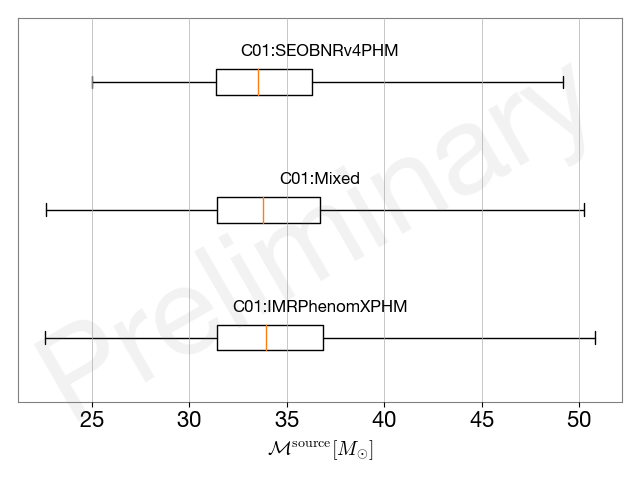 C01:SEOBNRv4PHM
C01:Mixed
C01:IMRPhenomXPHM
Preliminary
25 30 35 40 45 50
ℳ^source [M_⊙]